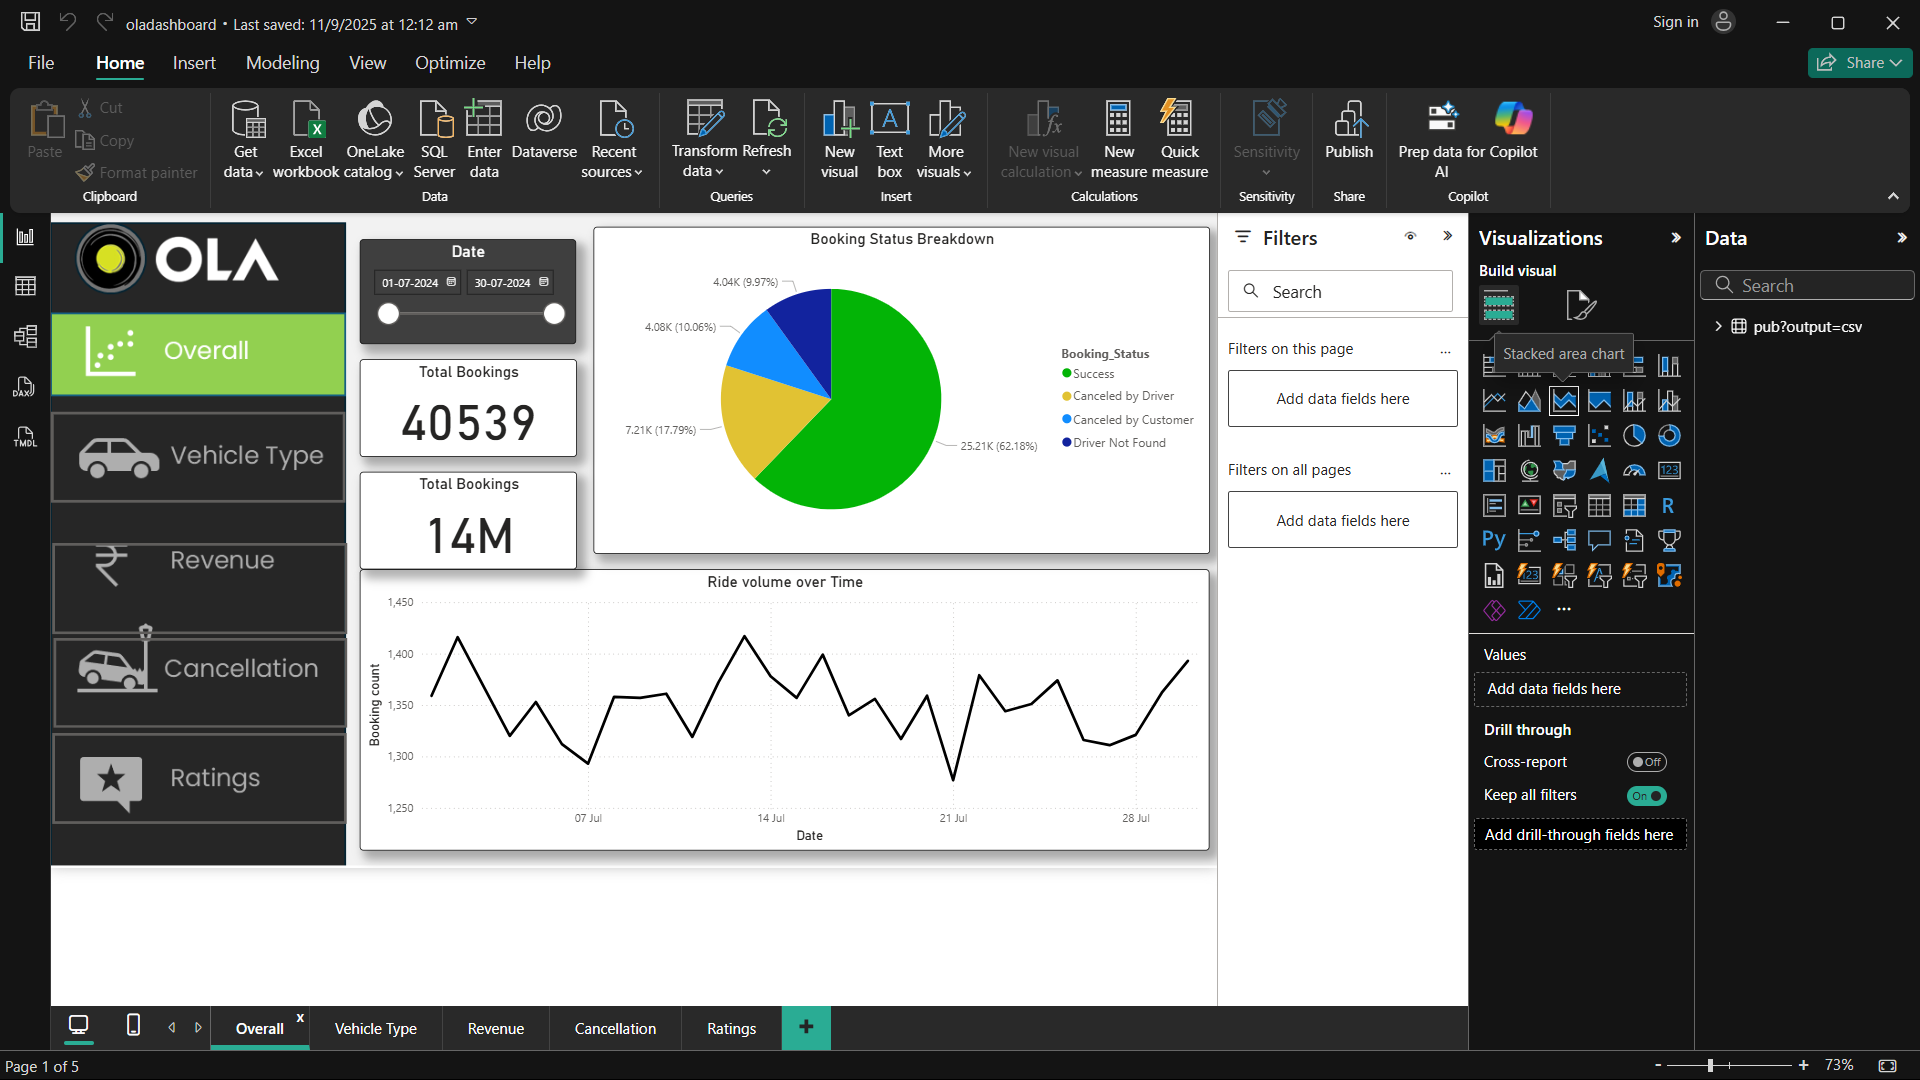 oladashboard • Last saved: 11/9/2025 at 12:12 am
Sign in
File
Home
Insert
Modeling
View
Optimize
Help
Share
Paste
Cut
Copy
Format painter
Clipboard
Get data
Excel workbook
OneLake catalog
SQL Server
Enter data
Dataverse
Recent sources
Data
Transform data
Refresh
Queries
New visual
Text box
More visuals
Insert
New visual calculation
New measure
Quick measure
Calculations
Sensitivity
Sensitivity
Publish
Share
Prep data for AI
Copilot
Copilot
DAX
TMDL
OLA
Overall
Vehicle Type
Revenue
Cancellation
Ratings
Date
01-07-2024
30-07-2024
Total Bookings
40539
Total Bookings
14M
Booking Status Breakdown
4.04K (9.97%)
4.08K (10.06%)
7.21K (17.79%)
25.21K (62.18%)
Booking_Status
Success
Canceled by Driver
Canceled by Customer
Driver Not Found
Ride volume over Time
1,450
1,400
1,350
1,300
1,250
Booking count
07 Jul
14 Jul
21 Jul
28 Jul
Date
Filters
Search
Filters on this page
...
Add data fields here
Filters on all pages
...
Add data fields here
Visualizations
Build visual
Stacked area chart
123
R
Py
123
...
Values
Add data fields here
Drill through
Cross-report
Off
Keep all filters
On
Add drill-through fields here
Data
Search
pub?output=csv
Overall
x
Vehicle Type
Revenue
Cancellation
Ratings
+
Page 1 of 5
-
+
73%